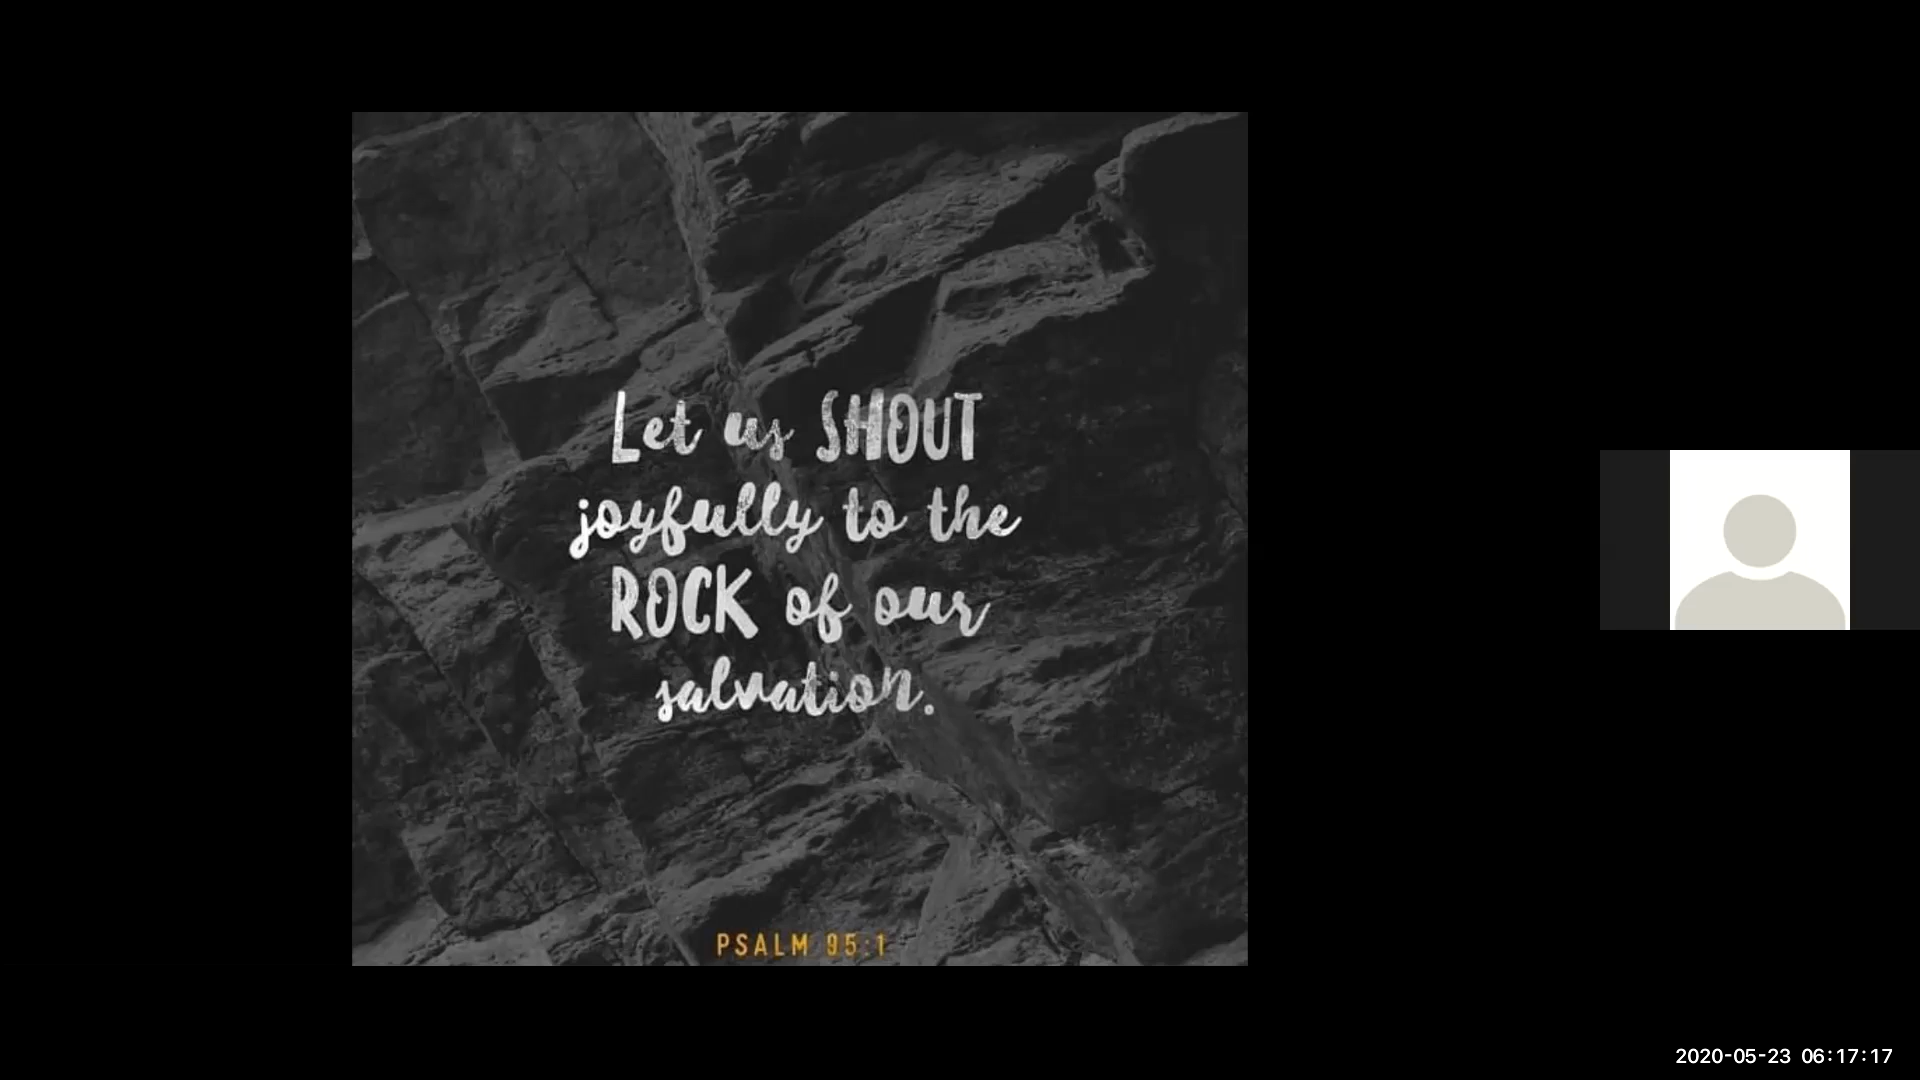 Let us SHOUT
joyfully to the
ROCK of our
salvation.
PSALM 95:1
2020-05-23 06:17:17